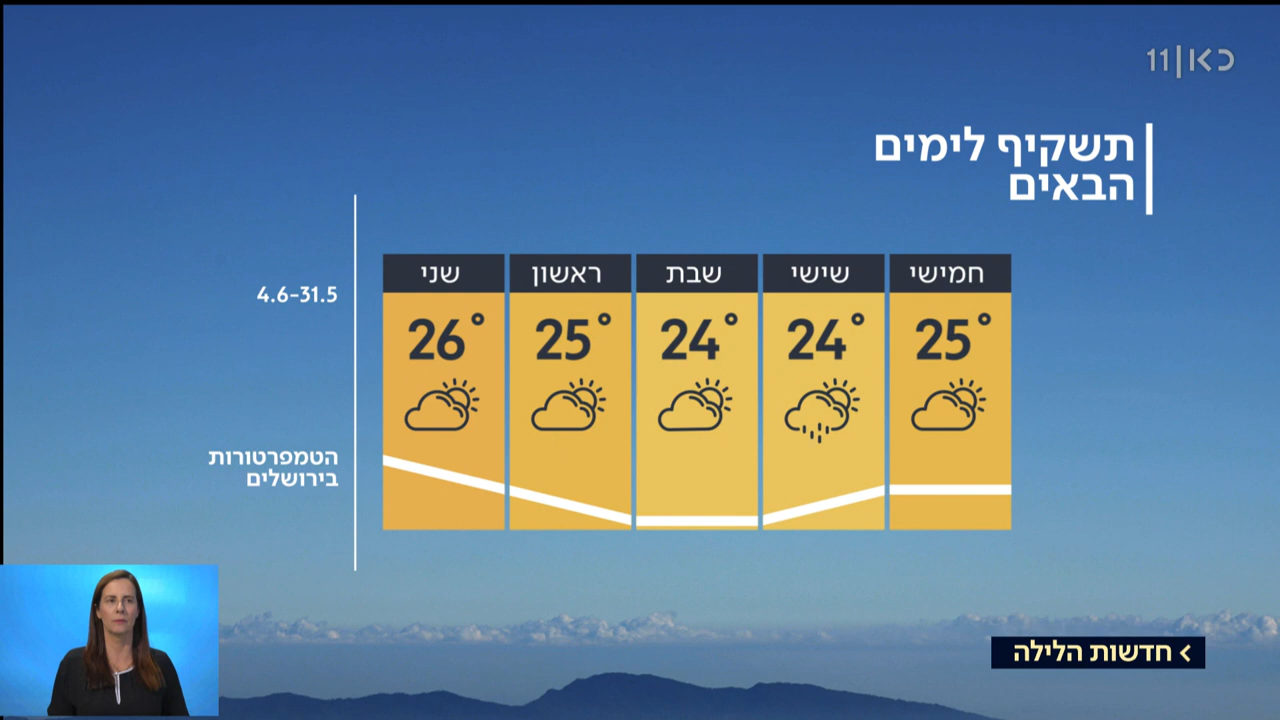 כאן|11
תשקיף לימים
הבאים
חמישי
שישי
שבת
ראשון
שני
25°
24°
24°
25°
26°
4.6-31.5
הטמפרטורות
בירושלים
חדשות הלילה